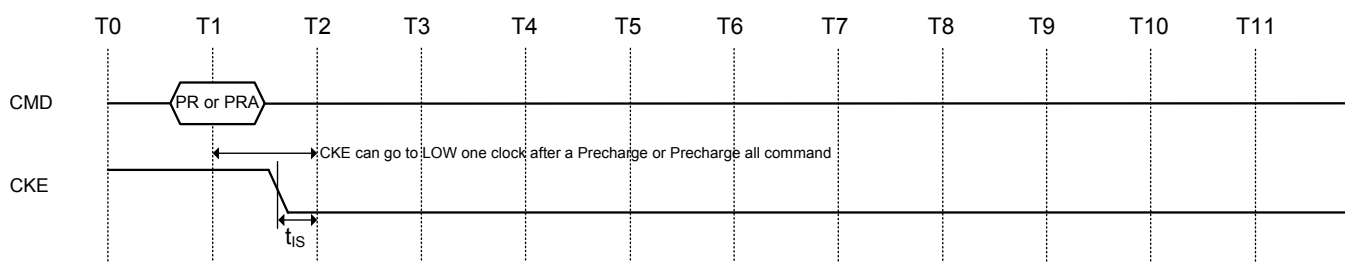 T0 T1 T2 T3 T4 T5 T6 T7 T8 T9 T10 T11
CMD PR or PRA
CKE can go to LOW one clock after a Precharge or Precharge all command
CKE
tIS